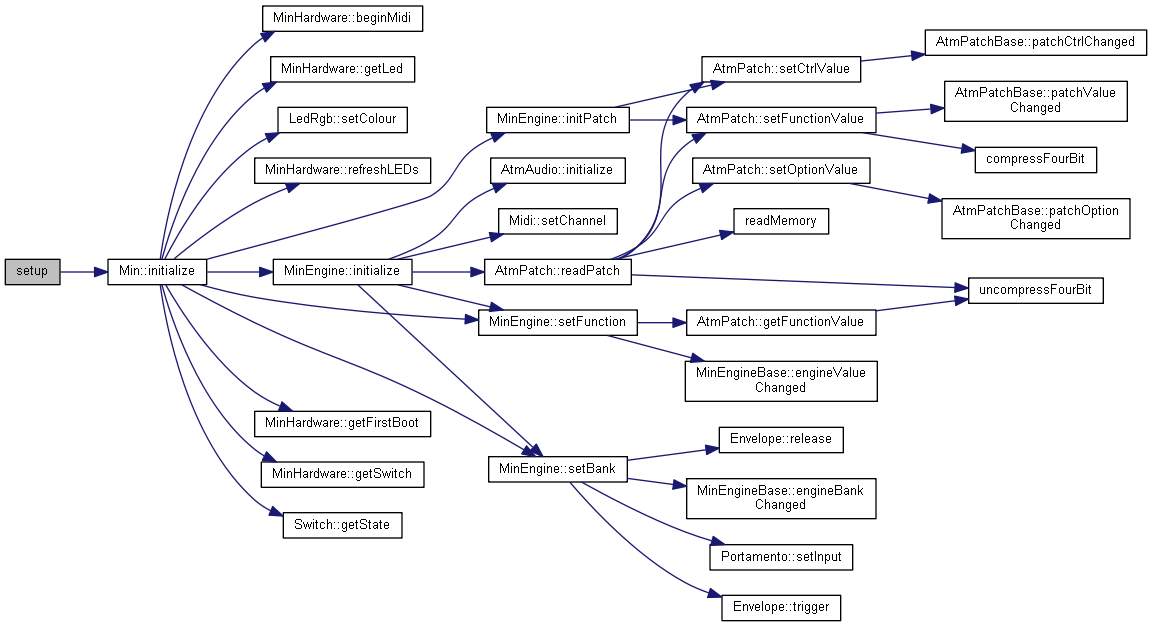 setup
Min::initialize
MinHardware::beginMidi
MinHardware::getLed
LedRgb::setColour
MinHardware::refreshLEDs
MinEngine::initialize
MinHardware::getFirstBoot
MinHardware::getSwitch
Switch::getState
MinEngine::initPatch
AtmAudio::initialize
Midi::setChannel
AtmPatch::readPatch
MinEngine::setFunction
MinEngine::setBank
AtmPatch::setCtrlValue
AtmPatch::setFunctionValue
AtmPatch::setOptionValue
readMemory
AtmPatch::getFunctionValue
MinEngineBase::engineValue
Changed
Envelope::release
MinEngineBase::engineBank
Changed
Portamento::setInput
Envelope::trigger
AtmPatchBase::patchCtrlChanged
AtmPatchBase::patchValue
Changed
compressFourBit
AtmPatchBase::patchOption
Changed
uncompressFourBit